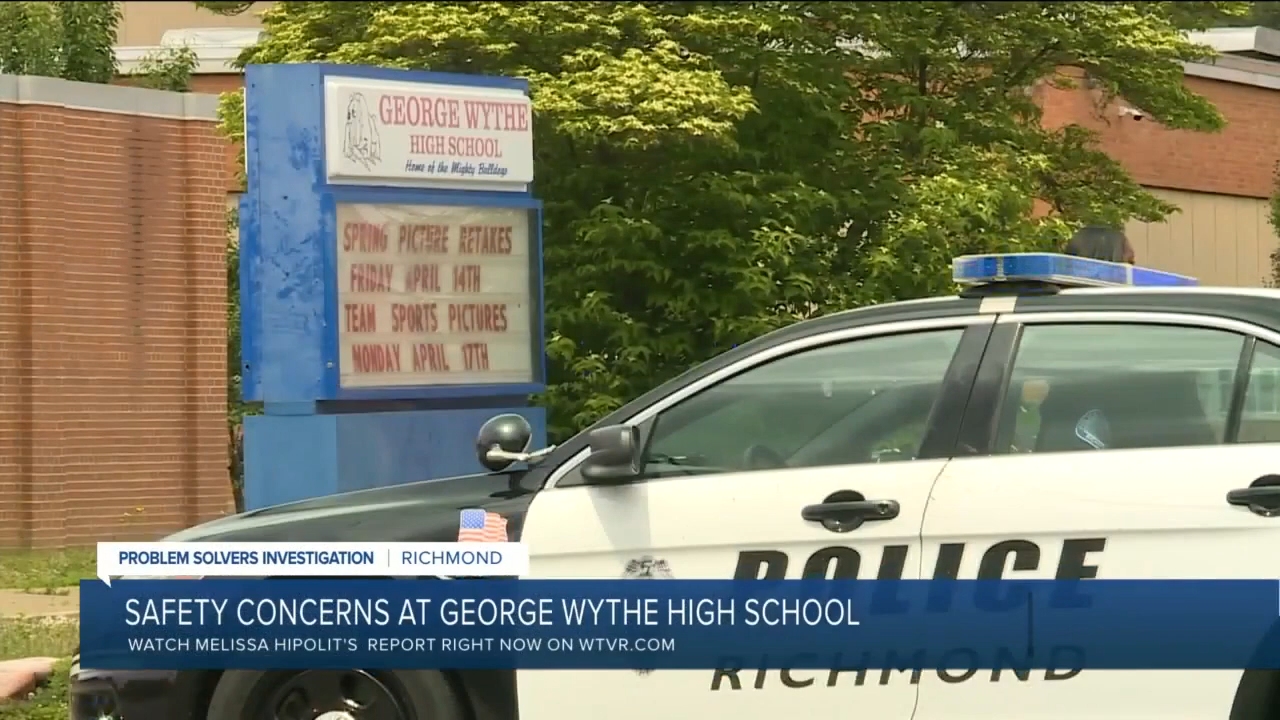 GEORGE WYTHE
HIGH SCHOOL
Home of the Mighty Bulldogs
SPRING PICTURE RETAKES
FRIDAY APRIL 14TH
TEAM SPORTS PICTURES
MONDAY APRIL 17TH
POLICE
RICHMOND
PROBLEM SOLVERS INVESTIGATION | RICHMOND
SAFETY CONCERNS AT GEORGE WYTHE HIGH SCHOOL
WATCH MELISSA HIPOLIT'S REPORT RIGHT NOW ON WTVR.COM